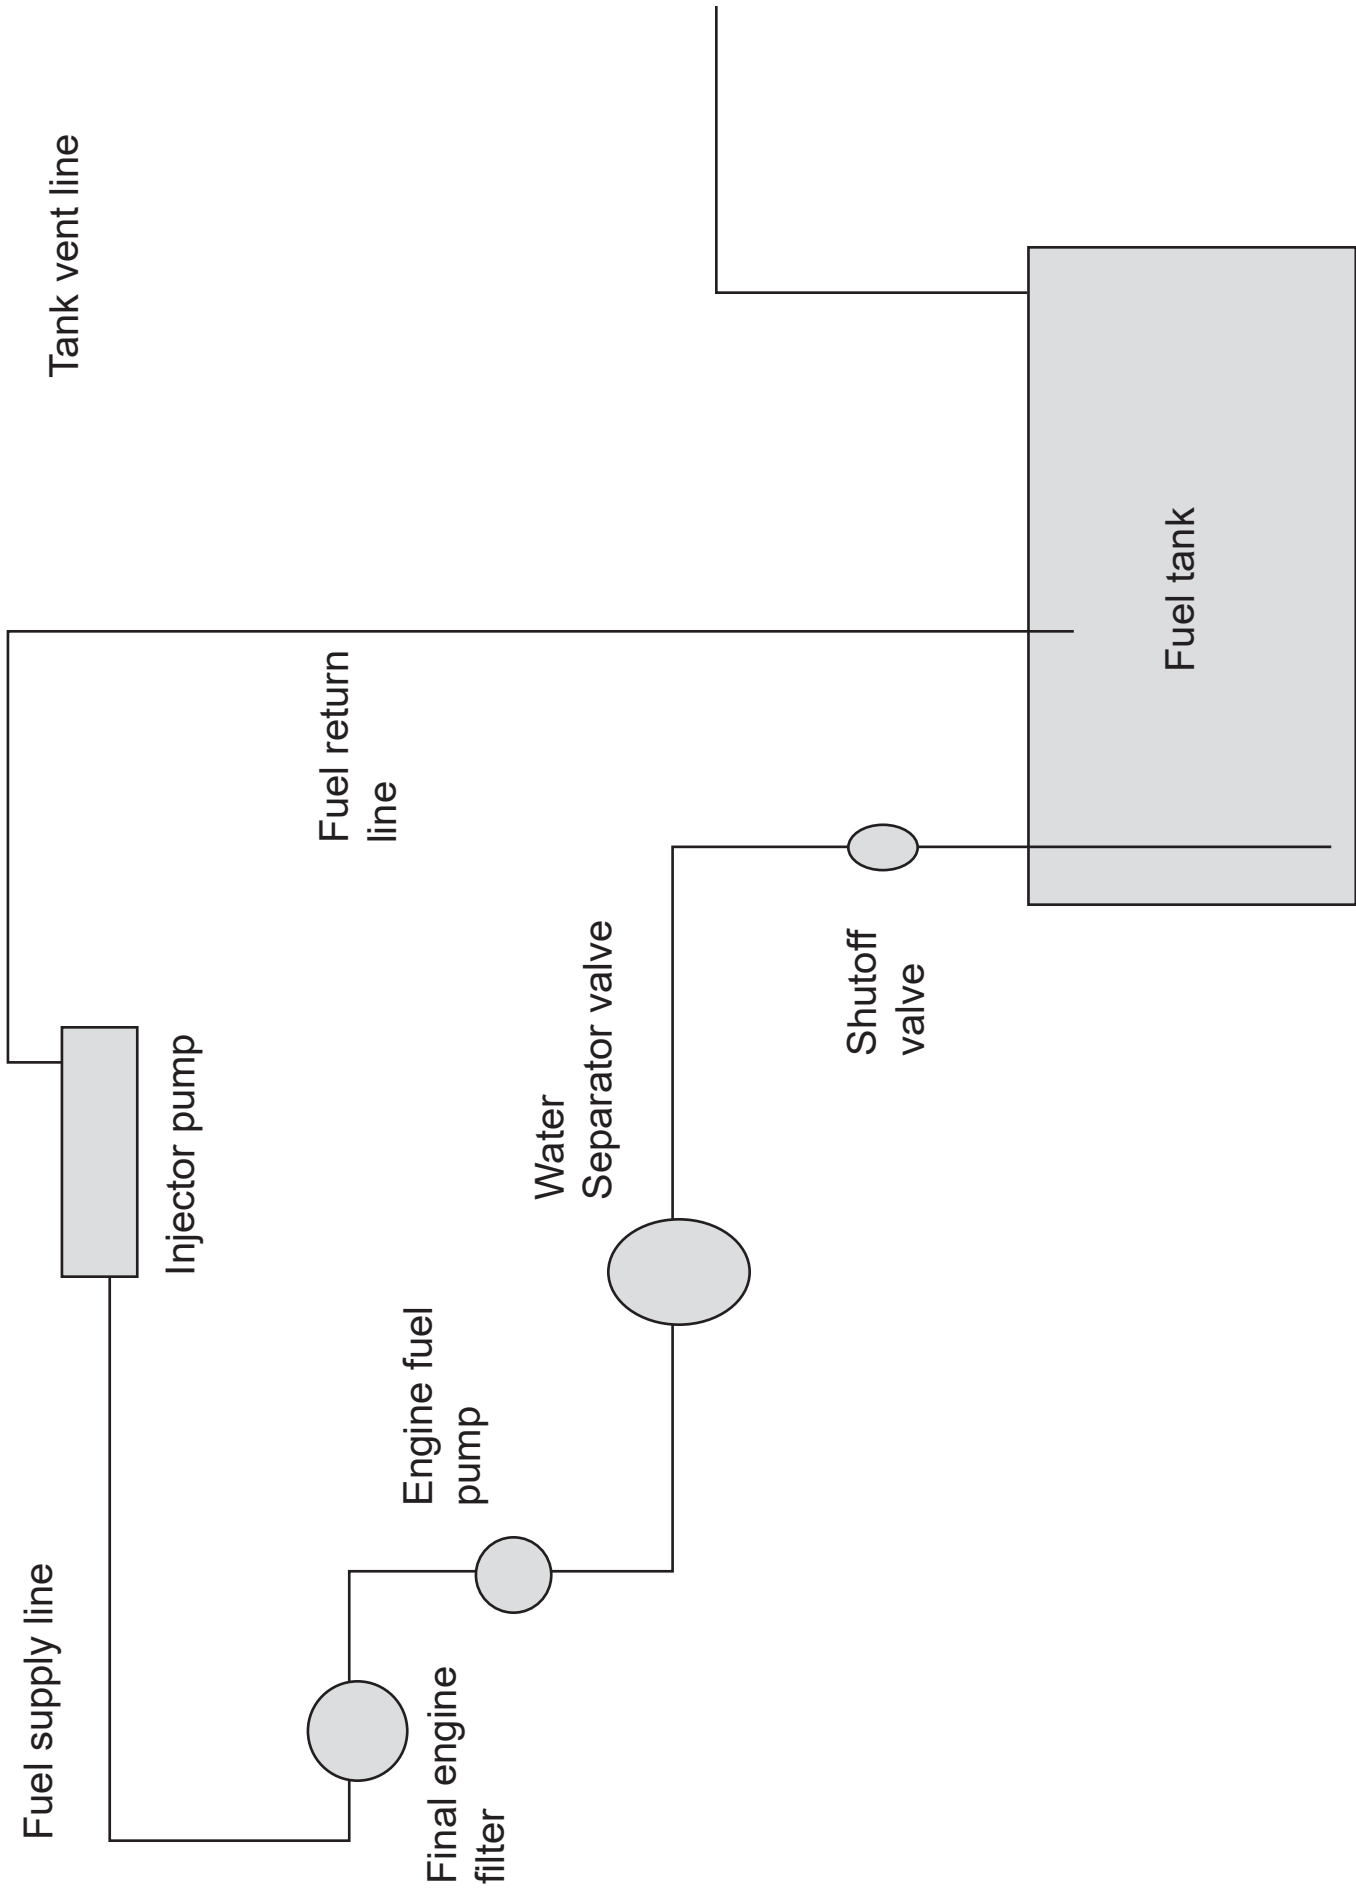 Fuel supply line
Tank vent line
Injector pump
Fuel return
line
Engine fuel
pump
Final engine
filter
Water
Separator valve
Shutoff
valve
Fuel tank